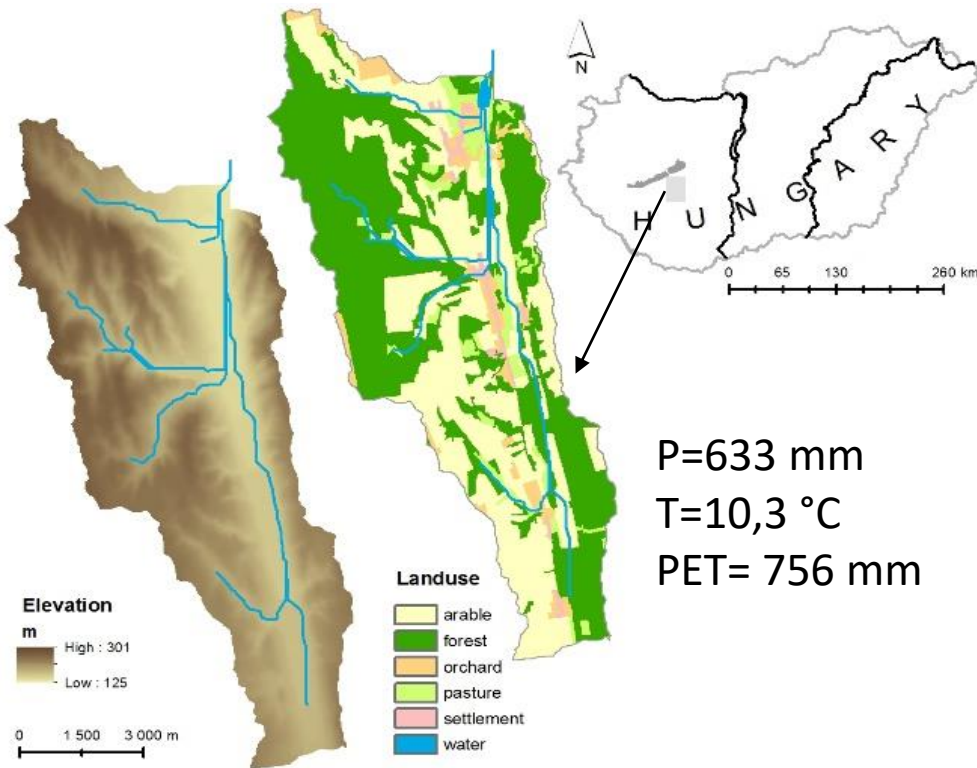 N
H U N G A R Y
0 65 130 260 km
P=633 mm
T=10,3 °C
PET= 756 mm
Elevation
m
High : 301
Low : 125
0 1 500 3 000 m
Landuse
arable
forest
orchard
pasture
settlement
water